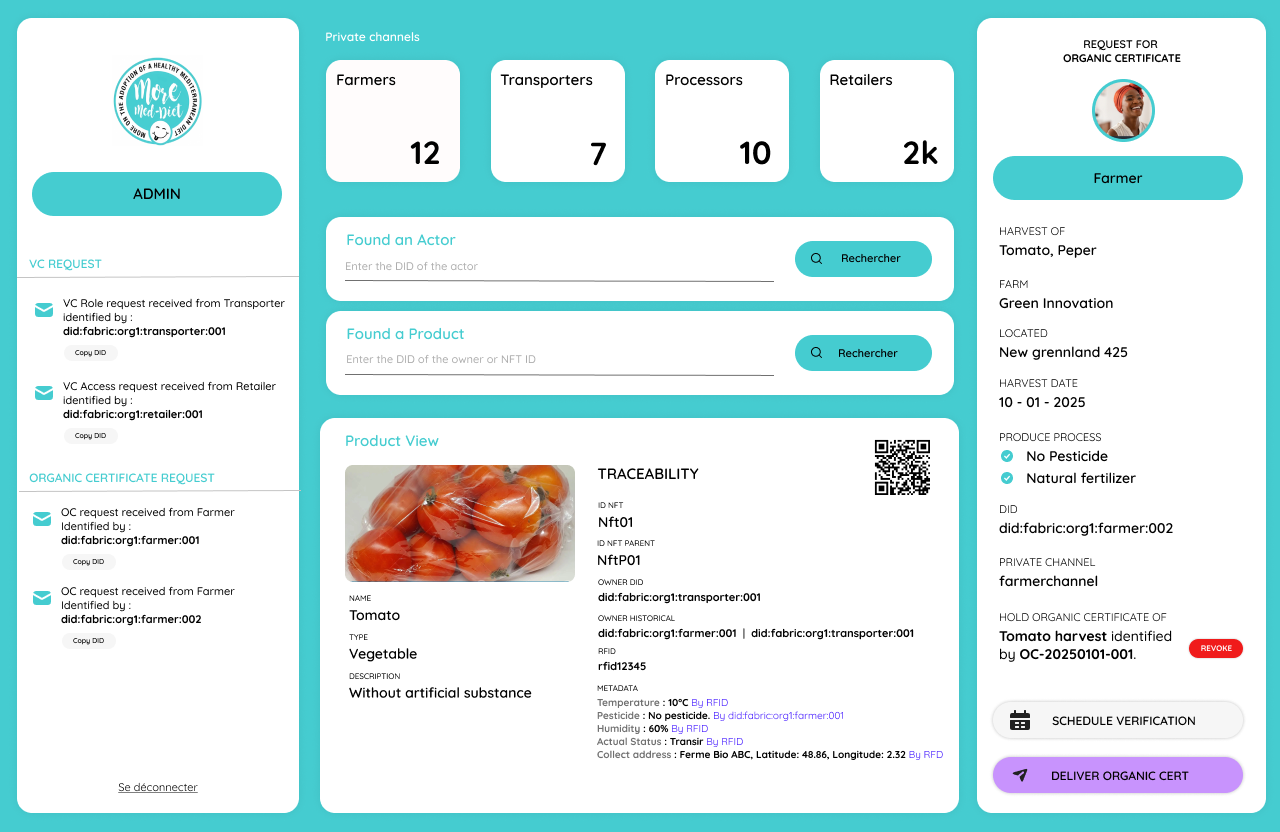 MORE ON THE ADOPTION OF A HEALTHY MEDITERRANEAN DIET
More
Med-Diet
ADMIN
VC REQUEST
VC Role request received from Transporter
identified by :
did:fabric:org1:transporter:001
Copy DID
VC Access request received from Retailer
identified by :
did:fabric:org1:retailer:001
Copy DID
ORGANIC CERTIFICATE REQUEST
OC request received from Farmer
Identified by :
did:fabric:org1:farmer:001
Copy DID
OC request received from Farmer
Identified by :
did:fabric:org1:farmer:002
Copy DID
Se déconnecter
Private channels
Farmers
12
Transporters
7
Processors
10
Retailers
2k
Found an Actor
Enter the DID of the actor
Rechercher
Found a Product
Enter the DID of the owner or NFT ID
Rechercher
Product View
NAME
Tomato
TYPE
Vegetable
DESCRIPTION
Without artificial substance
TRACEABILITY
ID NFT
Nft01
ID NFT PARENT
NftP01
OWNER DID
did:fabric:org1:transporter:001
OWNER HISTORICAL
did:fabric:org1:farmer:001 | did:fabric:org1:transporter:001
RFID
rfid12345
METADATA
Temperature : 10°C By RFID
Pesticide : No pesticide. By did:fabric:org1:farmer:001
Humidity : 60% By RFID
Actual Status : Transir By RFID
Collect address : Ferme Bio ABC, Latitude: 48.86, Longitude: 2.32 By RFD
REQUEST FOR
ORGANIC CERTIFICATE
Farmer
HARVEST OF
Tomato, Peper
FARM
Green Innovation
LOCATED
New grennland 425
HARVEST DATE
10 - 01 - 2025
PRODUCE PROCESS
No Pesticide
Natural fertilizer
DID
did:fabric:org1:farmer:002
PRIVATE CHANNEL
farmerchannel
HOLD ORGANIC CERTIFICATE OF
Tomato harvest identified
by OC-20250101-001.
REVOKE
SCHEDULE VERIFICATION
DELIVER ORGANIC CERT